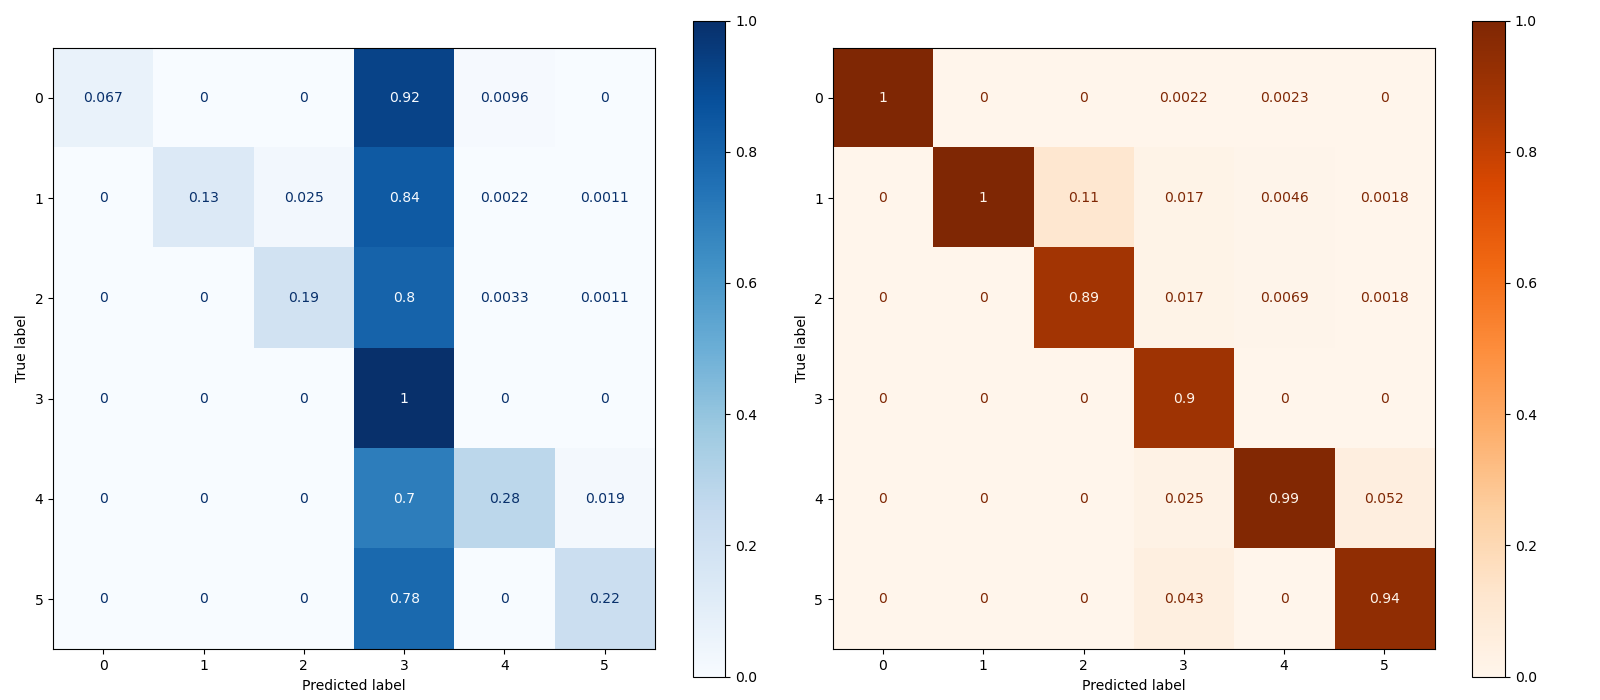 0 0.067 0 0 0.92 0.0096 0
1 0 0.13 0.025 0.84 0.0022 0.0011
2 0 0 0.19 0.8 0.0033 0.0011
3 0 0 0 1 0 0
4 0 0 0 0.7 0.28 0.019
5 0 0 0 0.78 0 0.22
0 1 2 3 4 5
True label
Predicted label
1.0
0.8
0.6
0.4
0.2
0.0
0 1 0 0 0.0022 0.0023 0
1 0 1 0.11 0.017 0.0046 0.0018
2 0 0 0.89 0.017 0.0069 0.0018
3 0 0 0 0.9 0 0
4 0 0 0 0.025 0.99 0.052
5 0 0 0 0.043 0 0.94
0 1 2 3 4 5
True label
Predicted label
1.0
0.8
0.6
0.4
0.2
0.0